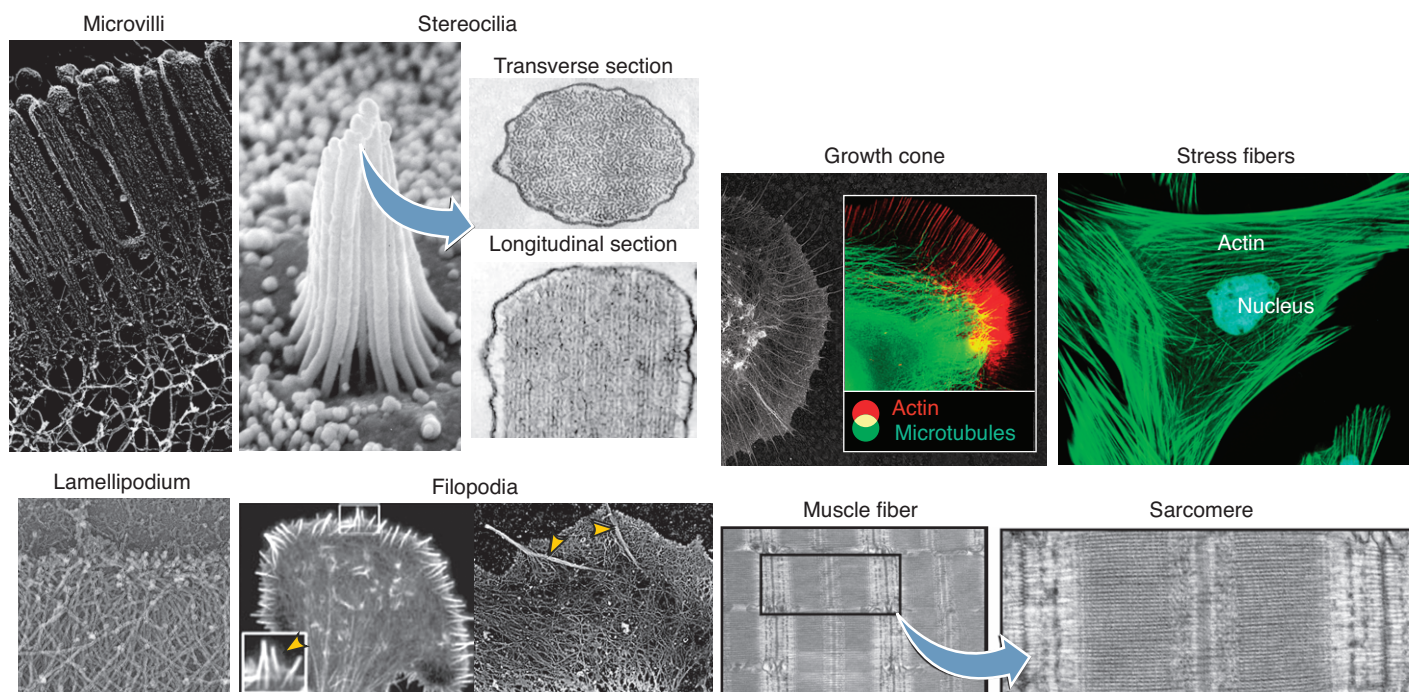 Microvilli
Stereocilia
Transverse section
Longitudinal section
Growth cone
Actin
Microtubules
Stress fibers
Actin
Nucleus
Lamellipodium
Filopodia
Muscle fiber
Sarcomere